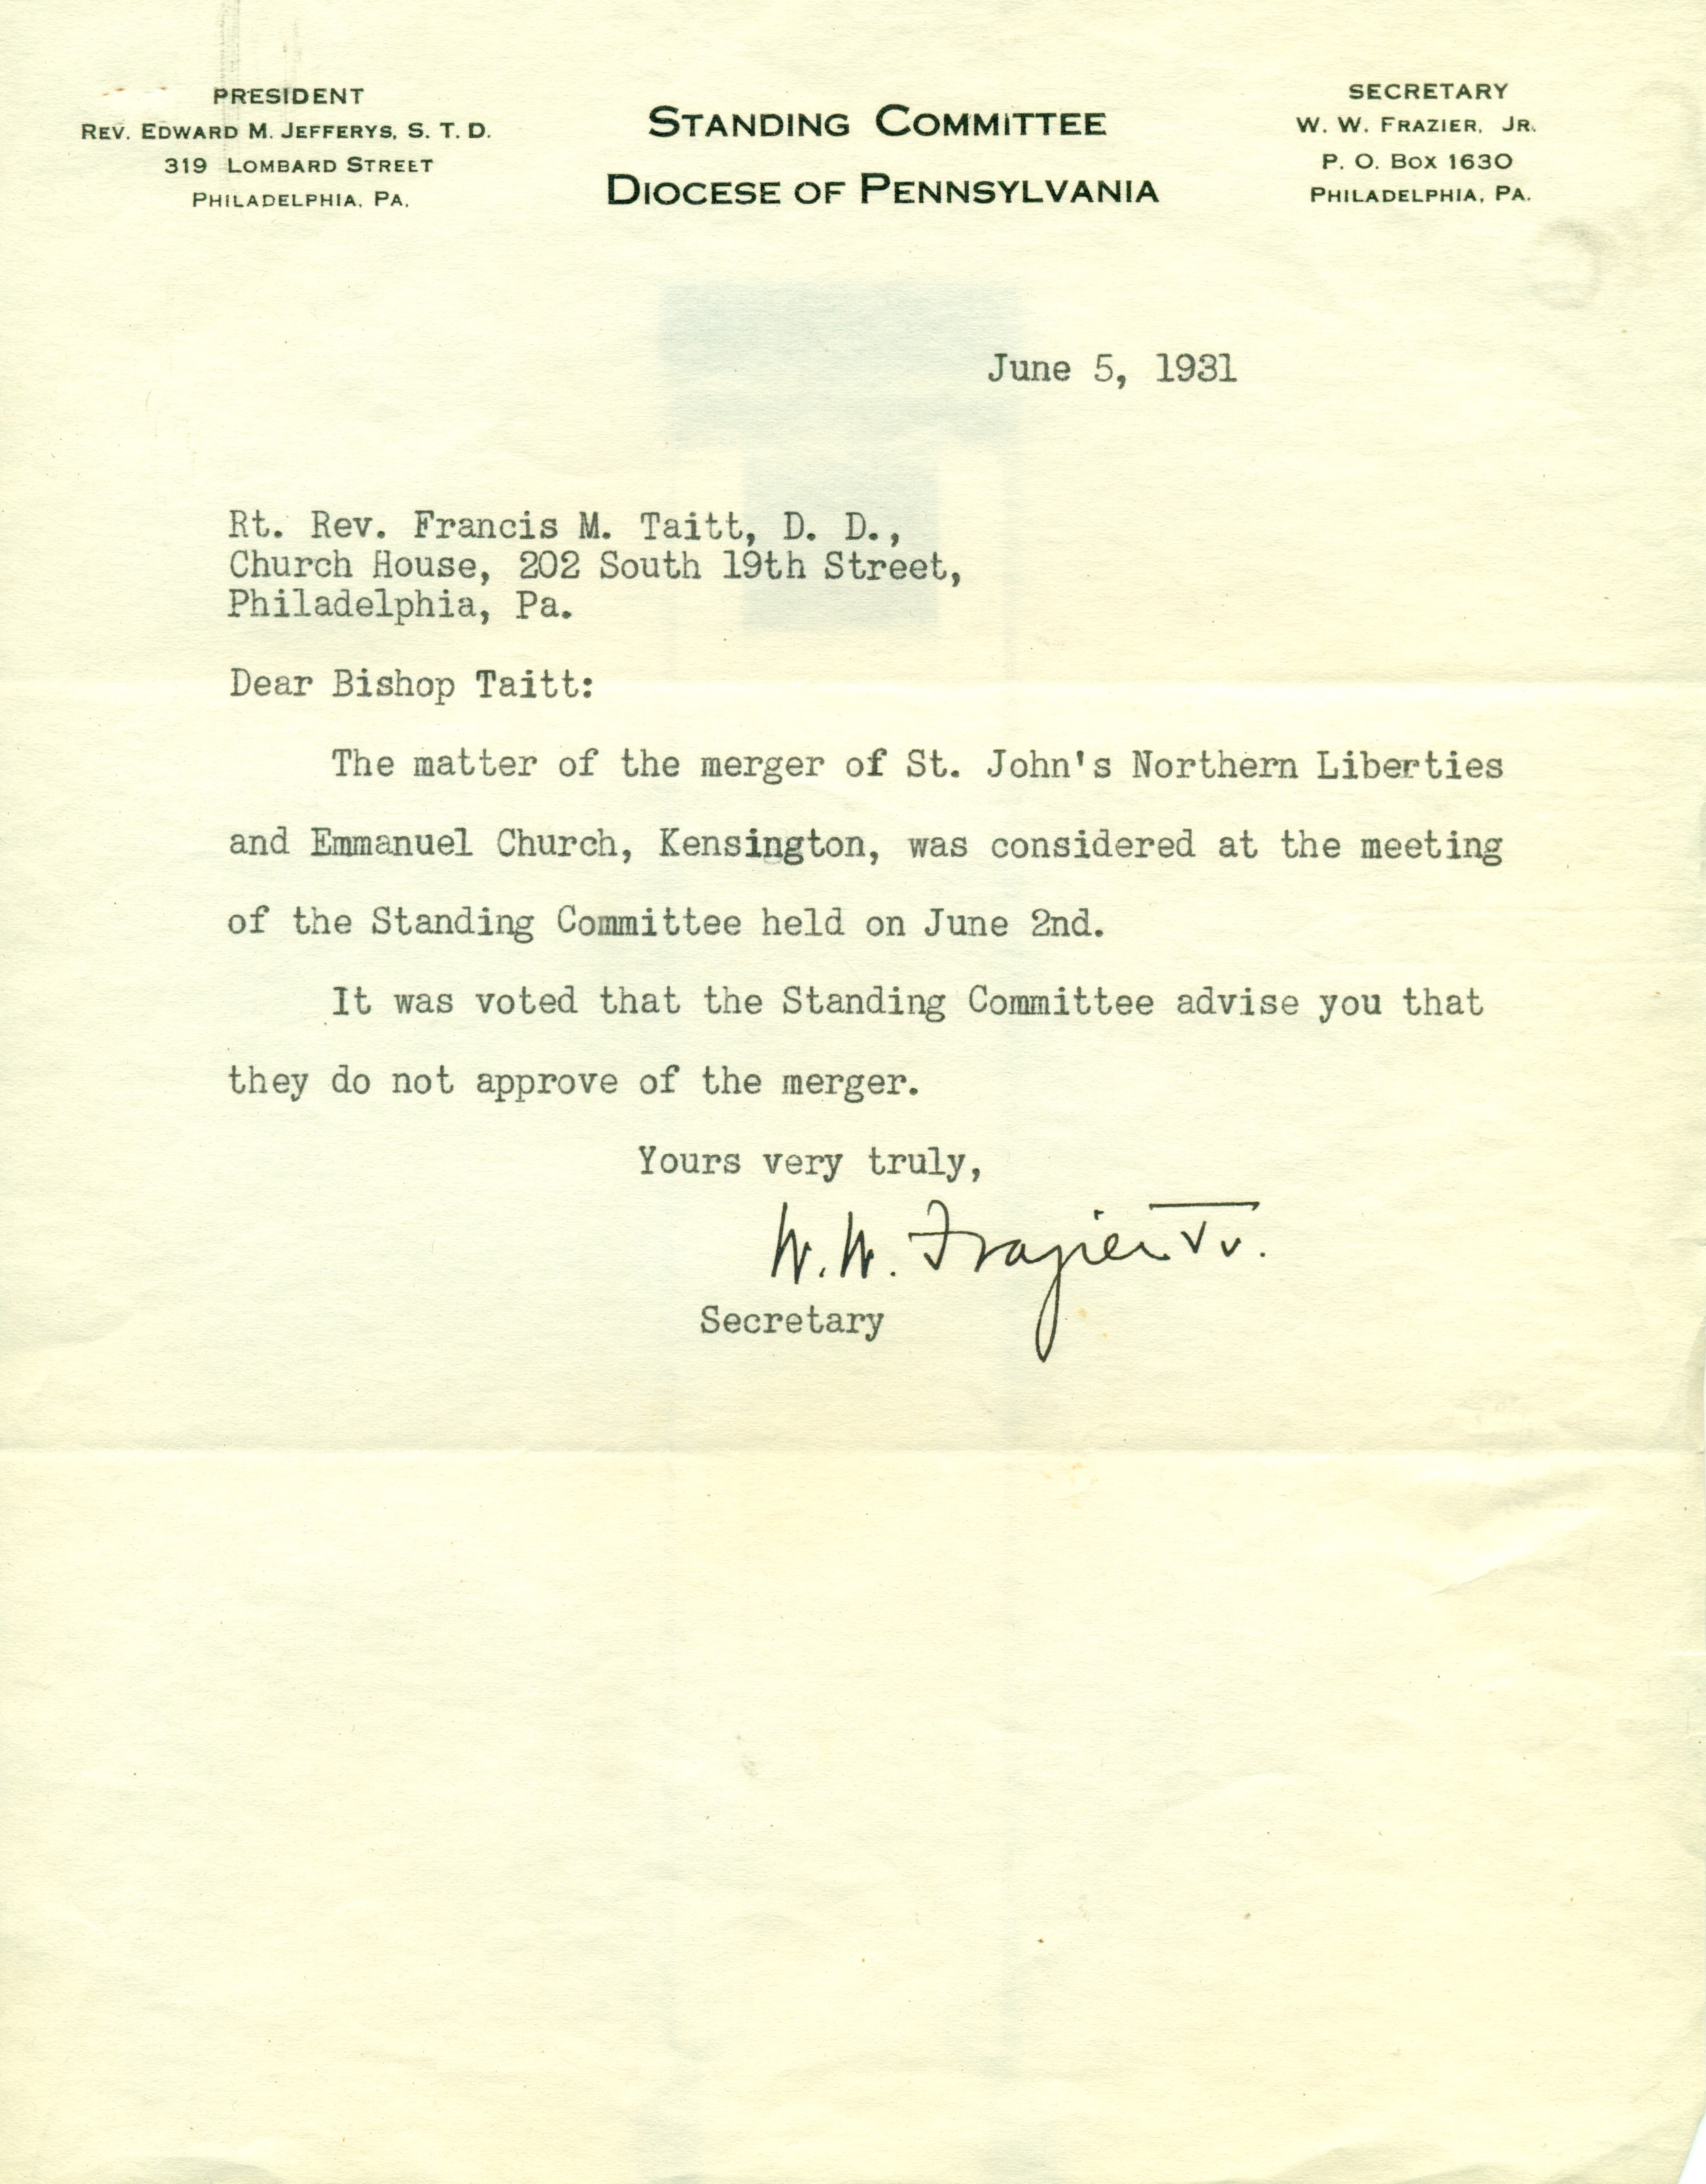 PRESIDENT
REV. EDWARD M. JEFFERYS, S. T. D.
319 LOMBARD STREET
PHILADELPHIA, PA.
STANDING COMMITTEE
DIOCESE OF PENNSYLVANIA
SECRETARY
W. W. FRAZIER, JR.
P. O. BOX 1630
PHILADELPHIA, PA.
June 5, 1931
Rt. Rev. Francis M. Taitt, D. D.,
Church House, 202 South 19th Street,
Philadelphia, Pa.
Dear Bishop Taitt:
The matter of the merger of St. John's Northern Liberties
and Emmanuel Church, Kensington, was considered at the meeting
of the Standing Committee held on June 2nd.
It was voted that the Standing Committee advise you that
they do not approve of the merger.
Yours very truly,
W. W. Frazier Jr.
Secretary